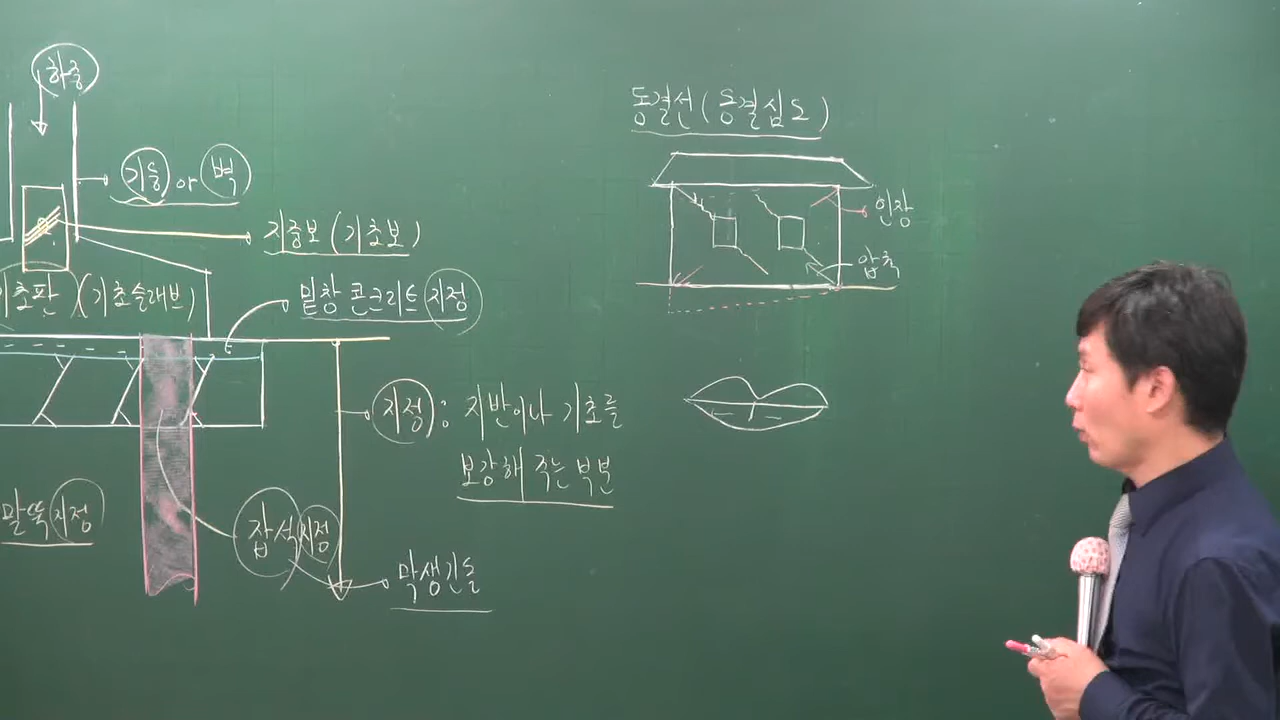 하중
기둥 or 벽
지중보 (기초보)
기초판 (기초슬래브)
밑창 콘크리트 지정
지정 : 지반이나 기초를
보강해 주는 부분
말뚝지정
잡석지정
막생긴돌
동결선 (동결심도)
인장
압축